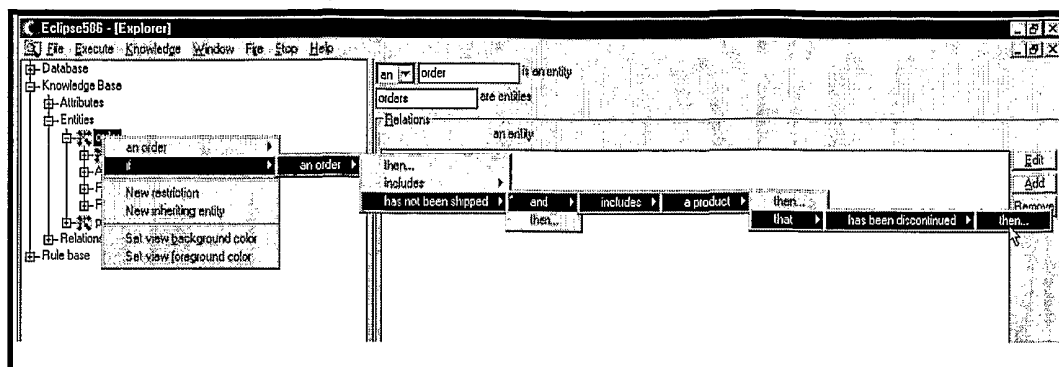 Eclipse586 - [Explorer]
File Execute Knowledge Window Fire Stop Help
Database
Knowledge Base
Attributes
Entities
order
an order
if
New restriction
New inheriting entity
Set view background color
Set view foreground color
Relations
Rule base
an order
then...
includes
has not been shipped
and
then...
includes
a product
then...
that
has been discontinued
then...
an
order
is an entity
orders
are entities
Relations
an entity
Edit
Add
Remove